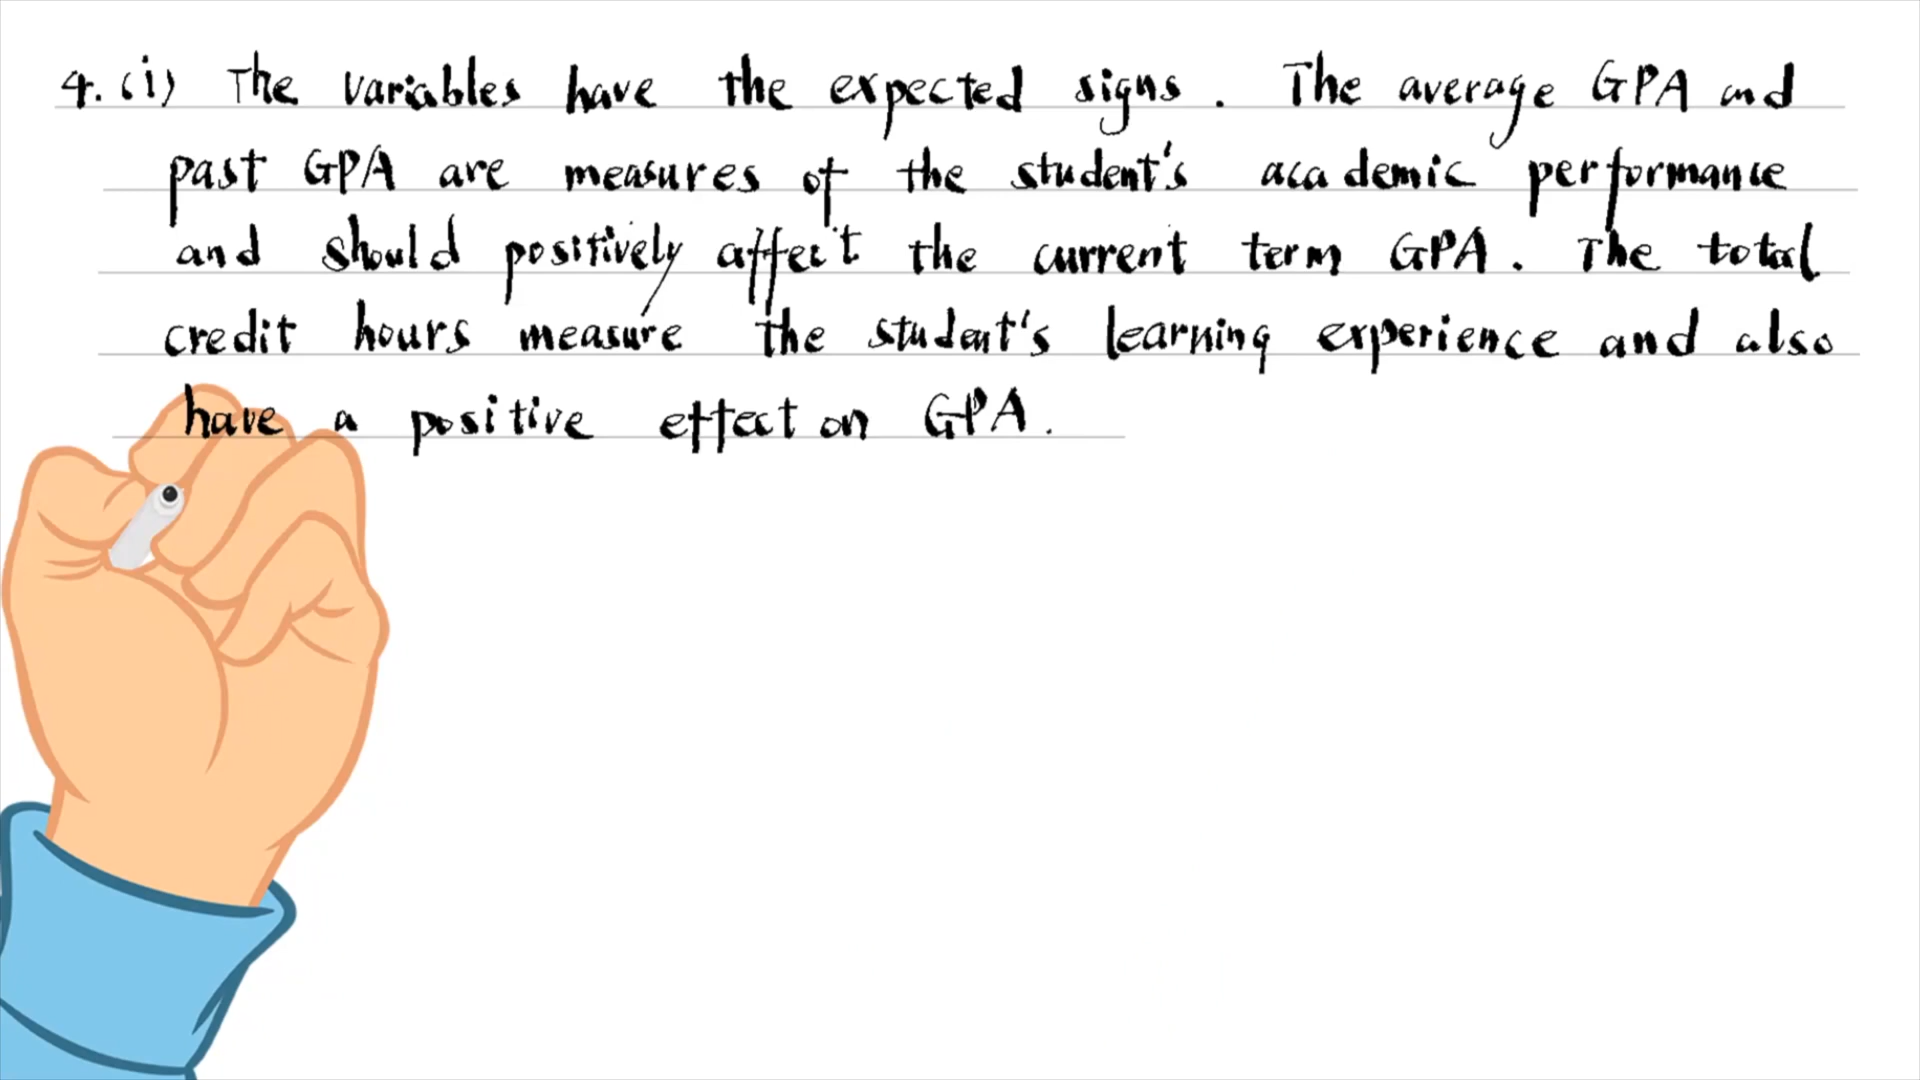 4. (i) The variables have the expected signs. The average GPA and
past GPA are measures of the student's academic performance
and should positively affect the current term GPA. The total
credit hours measure the student's learning experience and also
have a positive effect on GPA.